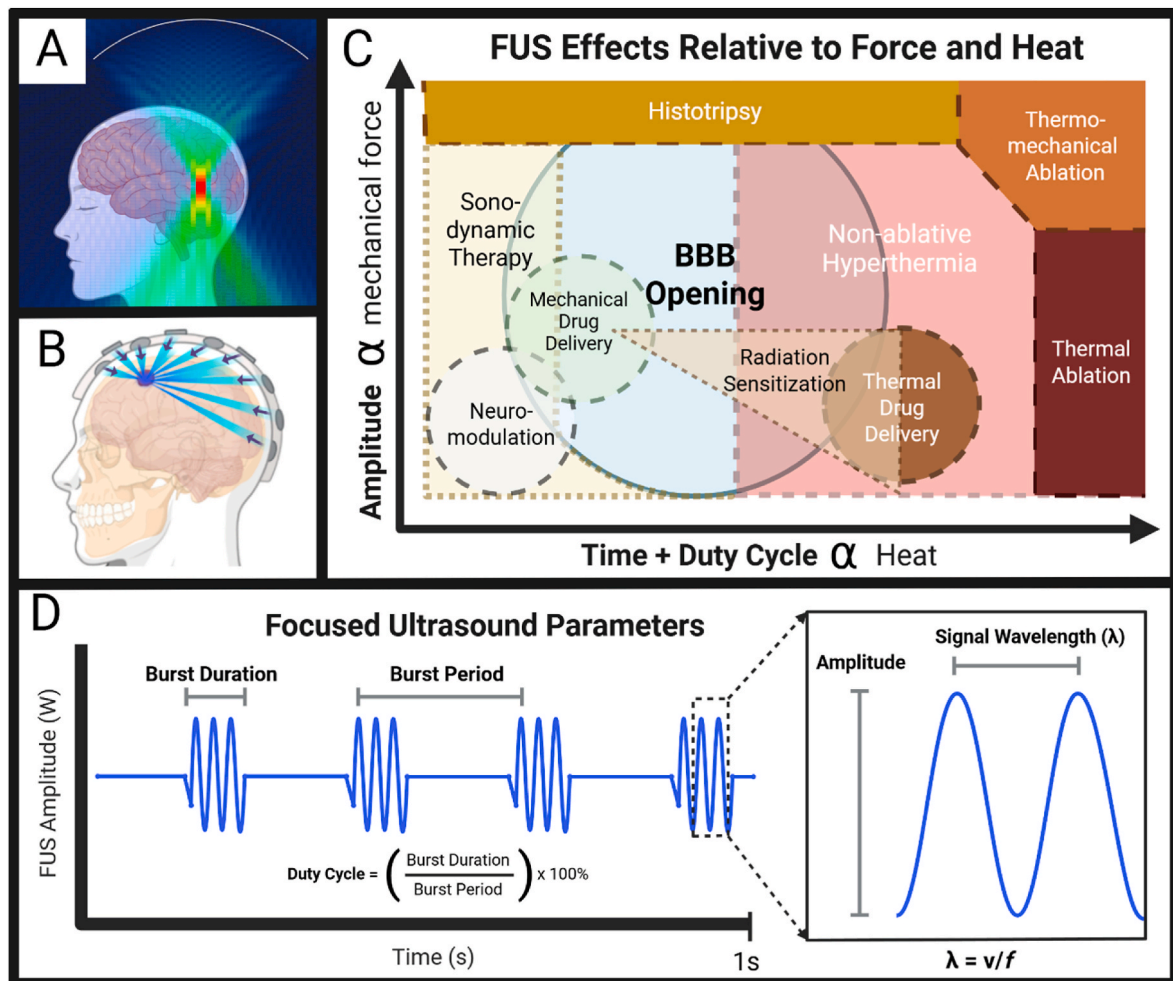 A
B
C
FUS Effects Relative to Force and Heat
Amplitude α mechanical force
Histotripsy
Thermo-
mechanical
Ablation
Sono-
dynamic
Therapy
BBB
Opening
Non-ablative
Hyperthermia
Mechanical
Drug
Delivery
Radiation
Sensitization
Thermal
Drug
Delivery
Thermal
Ablation
Neuro-
modulation
Time + Duty Cycle α Heat
D
Focused Ultrasound Parameters
FUS Amplitude (W)
Burst Duration
Burst Period
Duty Cycle = ( Burst Duration / Burst Period ) x 100%
Time (s)
1s
Signal Wavelength (λ)
Amplitude
λ = v/f